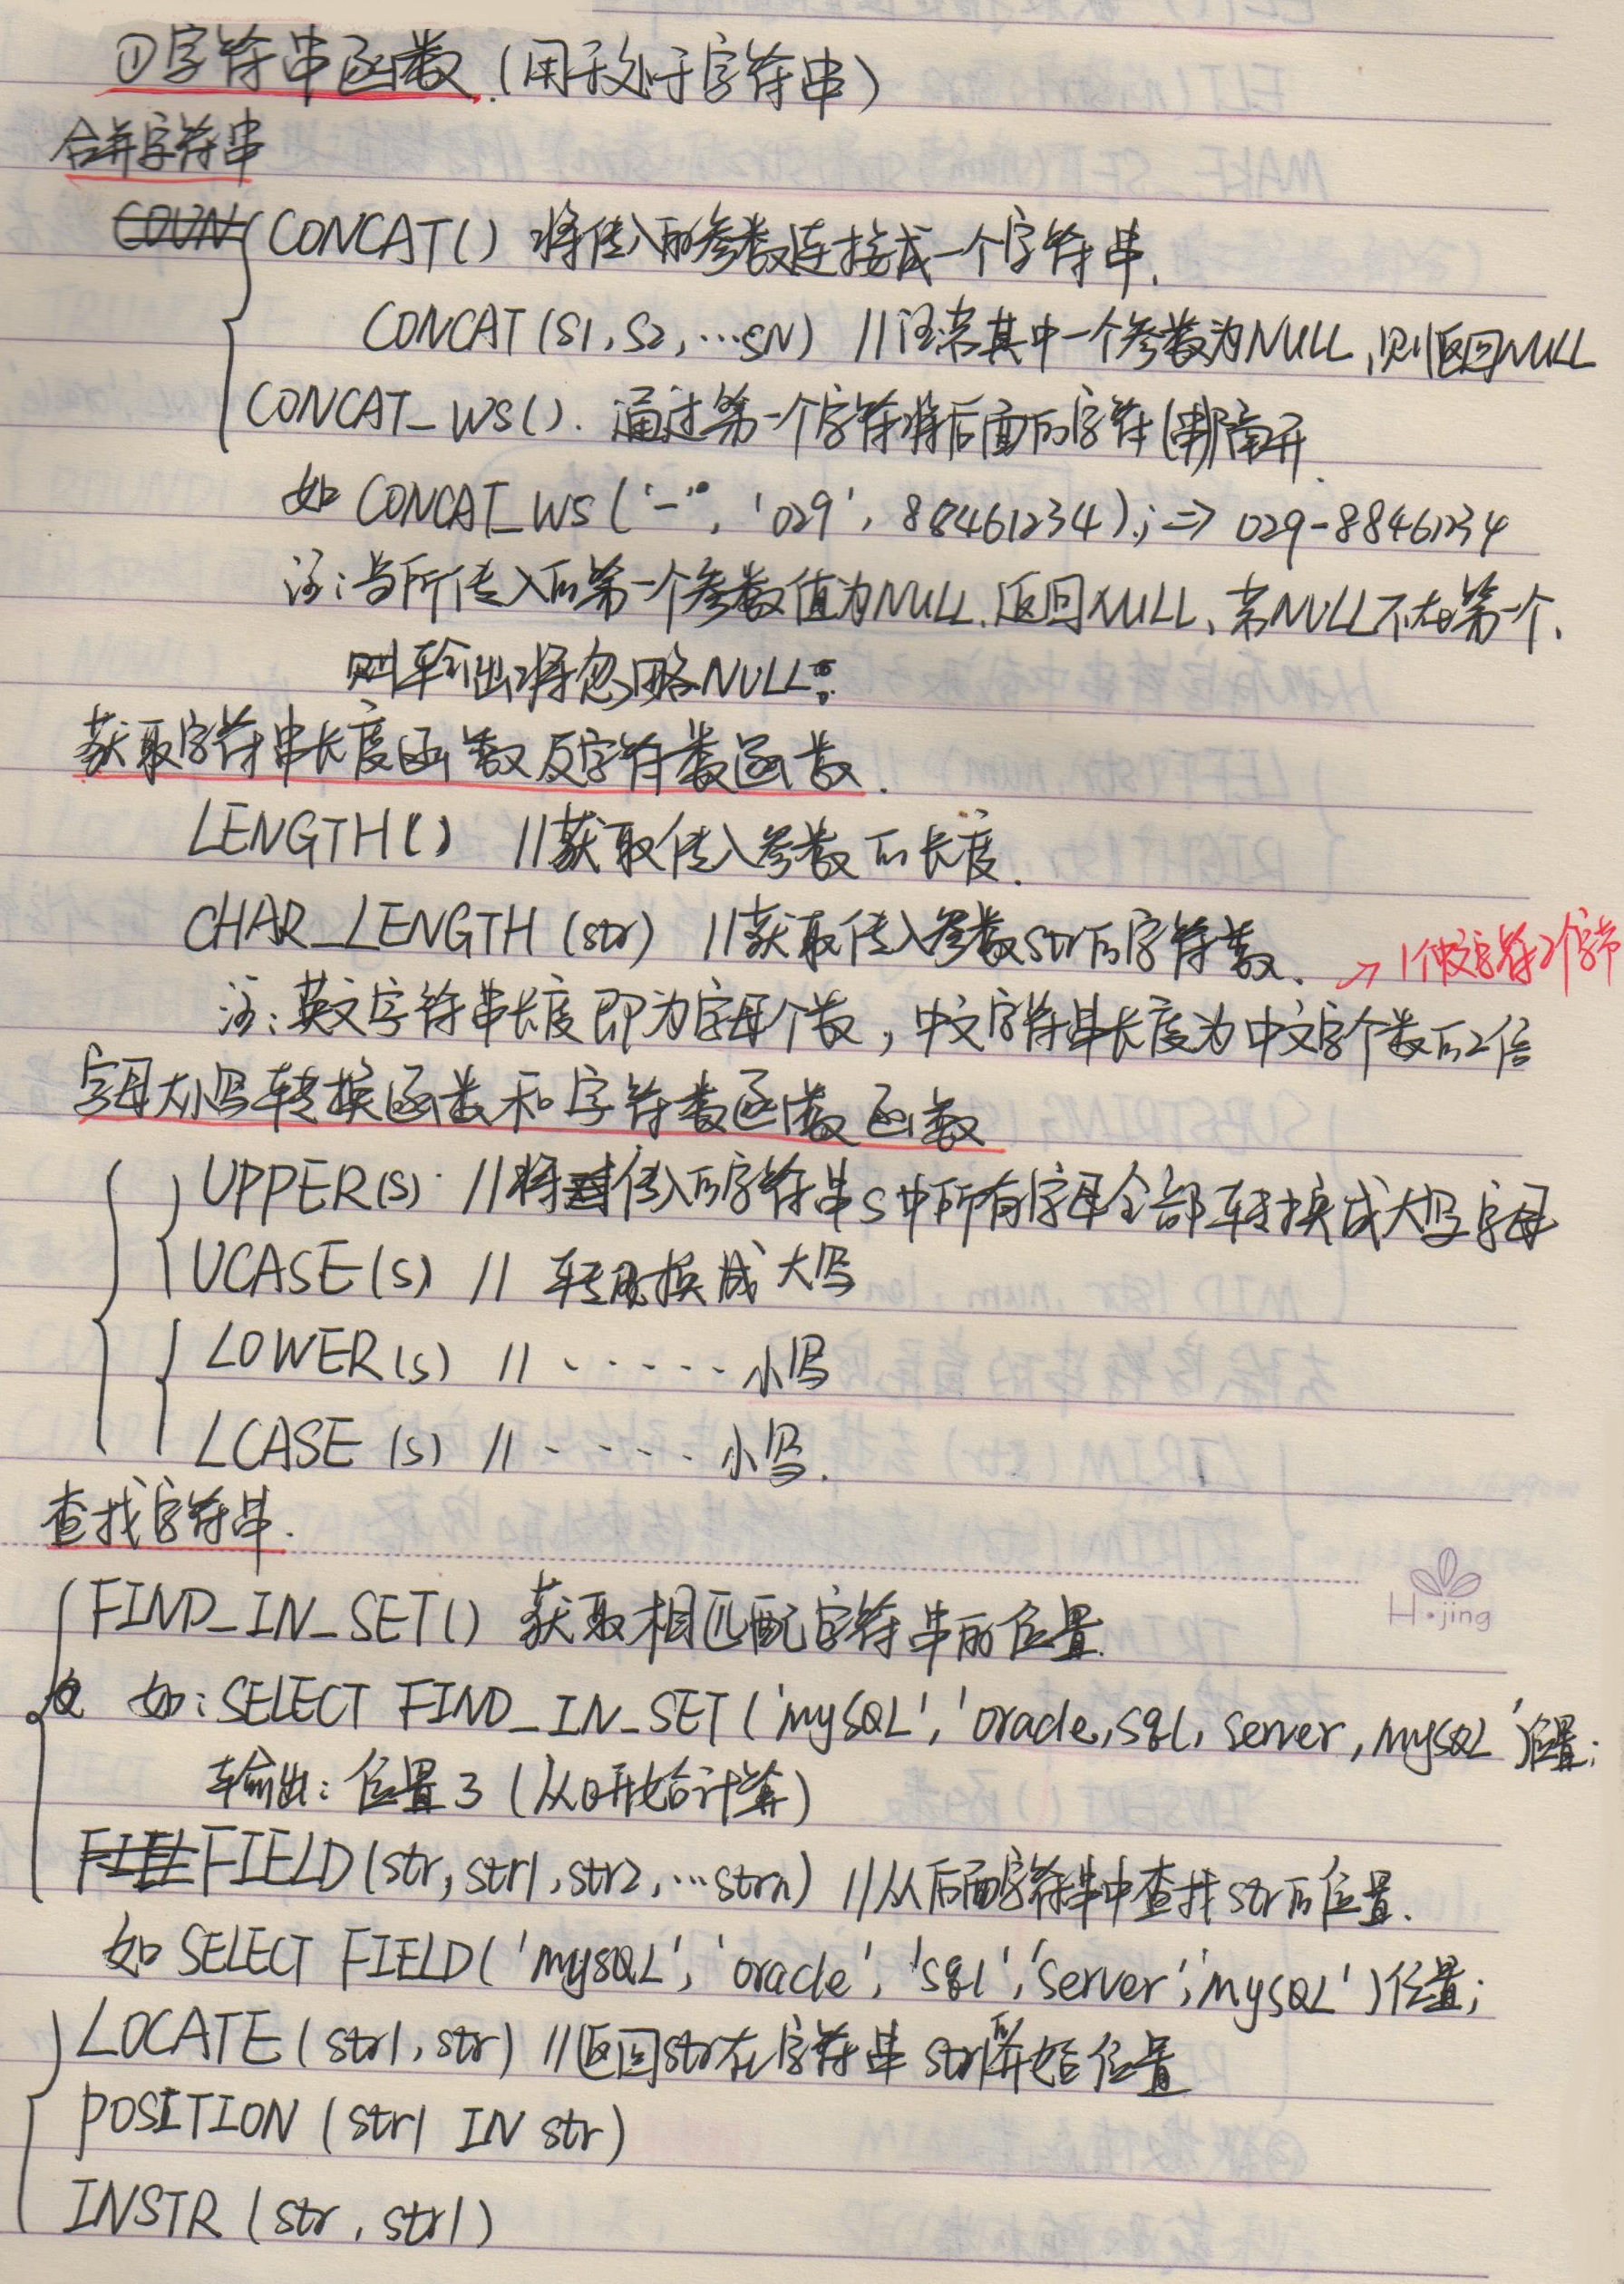 ①字符串函数.(用于处于字符串)
合并字符串
CONCAT() 将传入的参数连接成一个字符串.
CONCAT(S1,S2,…SN) //注若其中一个参数为NULL,则返回NULL
CONCAT_WS(). 通过第一个字符将后面的字符(串)隔开.
如 CONCAT_WS('-', '029', 88461234); => 029-88461234
注:当所传入的第一个参数值为NULL.返回NULL、若NULL不在第一个、
则输出将忽略NULL.
获取字符串长度函数及字符数函数.
LENGTH() //获取传入参数的长度.
CHAR_LENGTH (str) //获取传入参数str的字符数. → 1个中文字符2个字节
注:英文字符串长度即为字母个数,中文字符串长度为中文字个数的2倍
字母大小写转换函数和字符数函数函数
UPPER(s) //将传入的字符串s中所有字母全部转换成大写字母
UCASE(s) // 转换成大写
LOWER(s) // ····· 小写
LCASE (s) // ···· 小写.
查找字符串.
FIND_IN_SET() 获取相匹配字符串的位置.
H·jing
如:SELECT FIND_IN_SET('mySQL', 'oracle,sql, server, mySQL')位置;
输出:位置3(从0开始计算)
FIELD(str,str1,str2,…strn) //从后面字符串中查找str的位置.
如 SELECT FIELD('mySQL', 'oracle', 'sql','server','mySQL')位置;
LOCATE(str1,str) //返回str在字符串str的开始位置
POSITION (str1 IN str)
INSTR (str, str1)